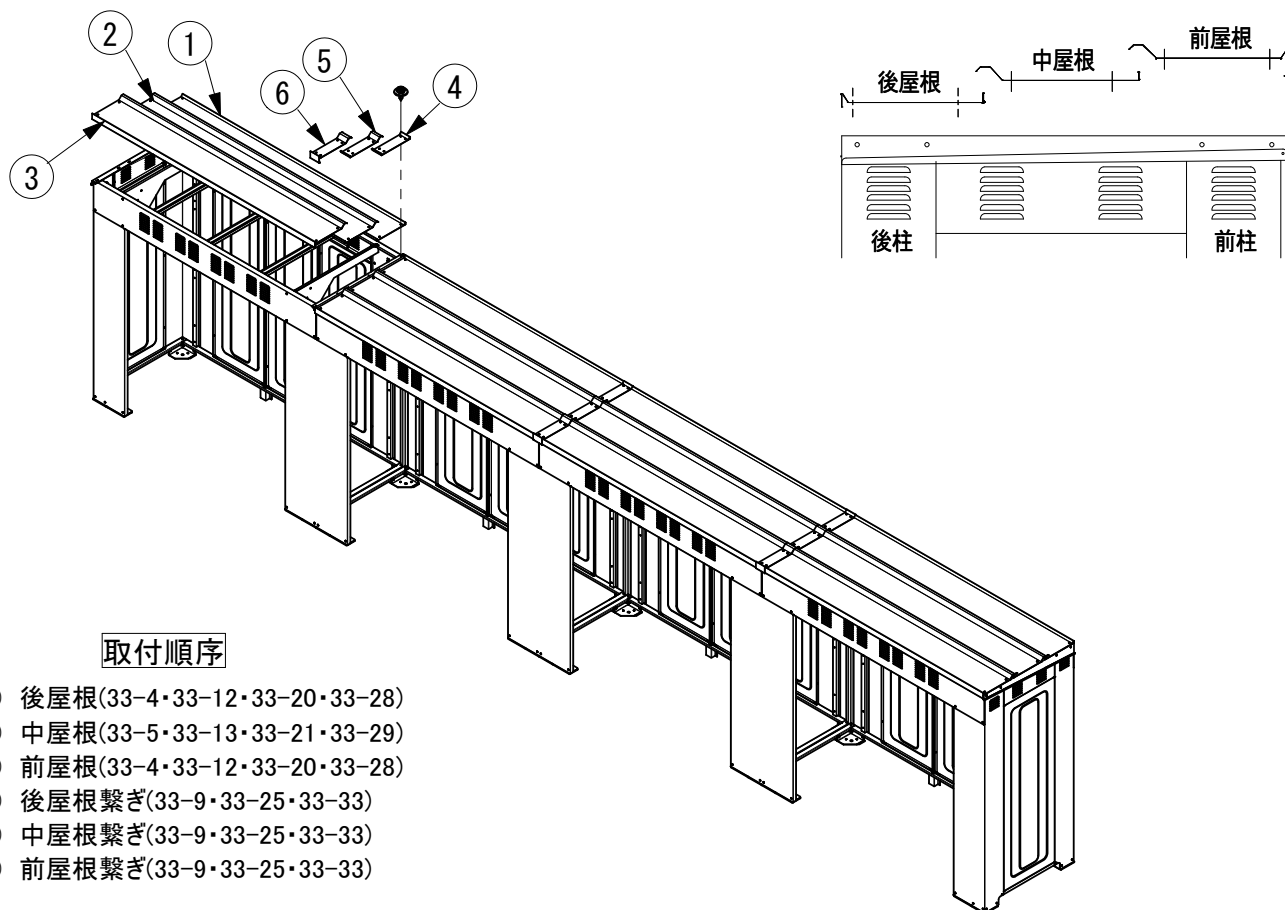 ②
①
⑤
④
⑥
③
前屋根
中屋根
後屋根
後柱
前柱
取付順序
後屋根(33-4・33-12・33-20・33-28)
中屋根(33-5・33-13・33-21・33-29)
前屋根(33-4・33-12・33-20・33-28)
後屋根繋ぎ(33-9・33-25・33-33)
中屋根繋ぎ(33-9・33-25・33-33)
前屋根繋ぎ(33-9・33-25・33-33)